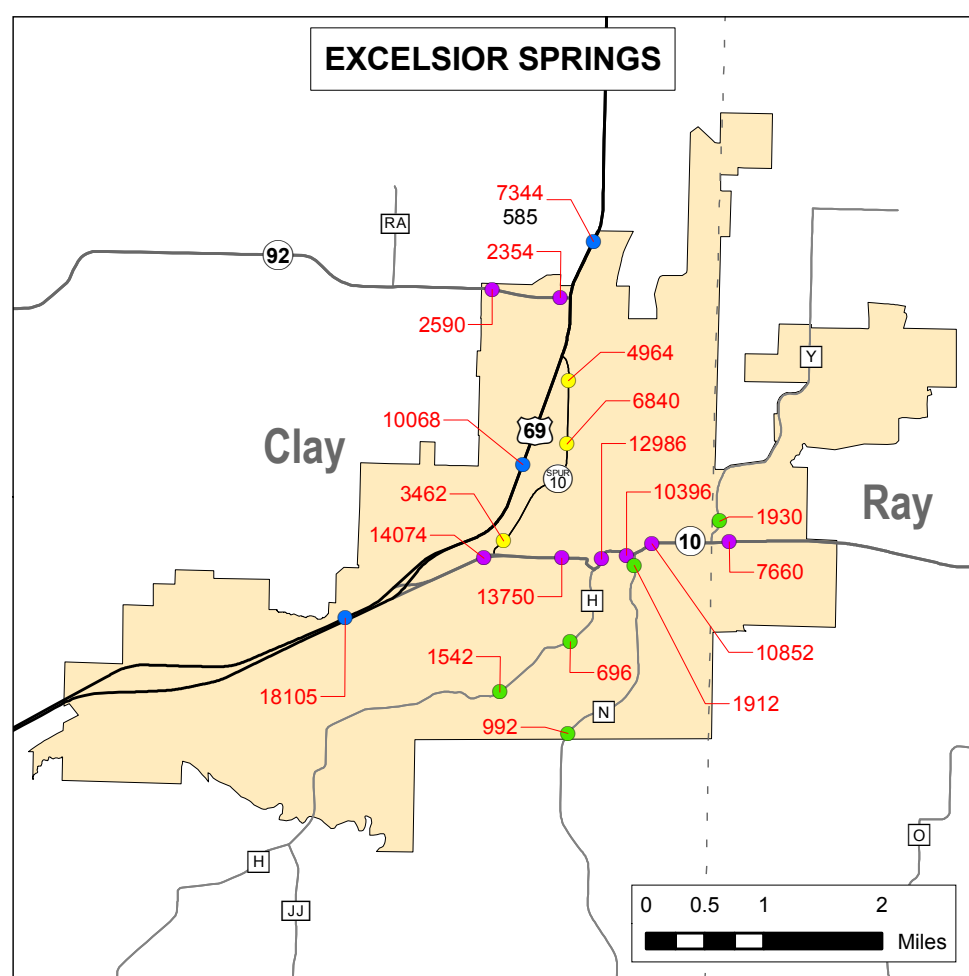 EXCELSIOR SPRINGS
7344
585
RA
2354
92
2590
4964
Y
6840
10068
69
12986
Clay
SPUR
10
10396
3462
Ray
1930
14074
10
7660
13750
H
10852
1542
696
18105
1912
N
992
O
H
0 0.5 1 2
JJ
Miles